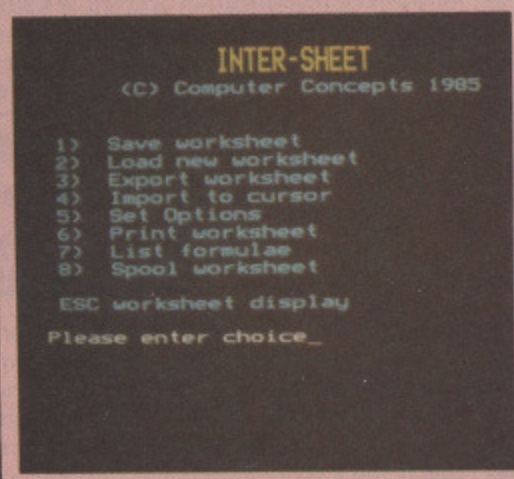 INTER-SHEET
(C) Computer Concepts 1985
1) Save worksheet
2) Load new worksheet
3) Export worksheet
4) Import to cursor
5) Set Options
6) Print worksheet
7) List formulae
8) Spool worksheet
ESC worksheet display
Please enter choice_